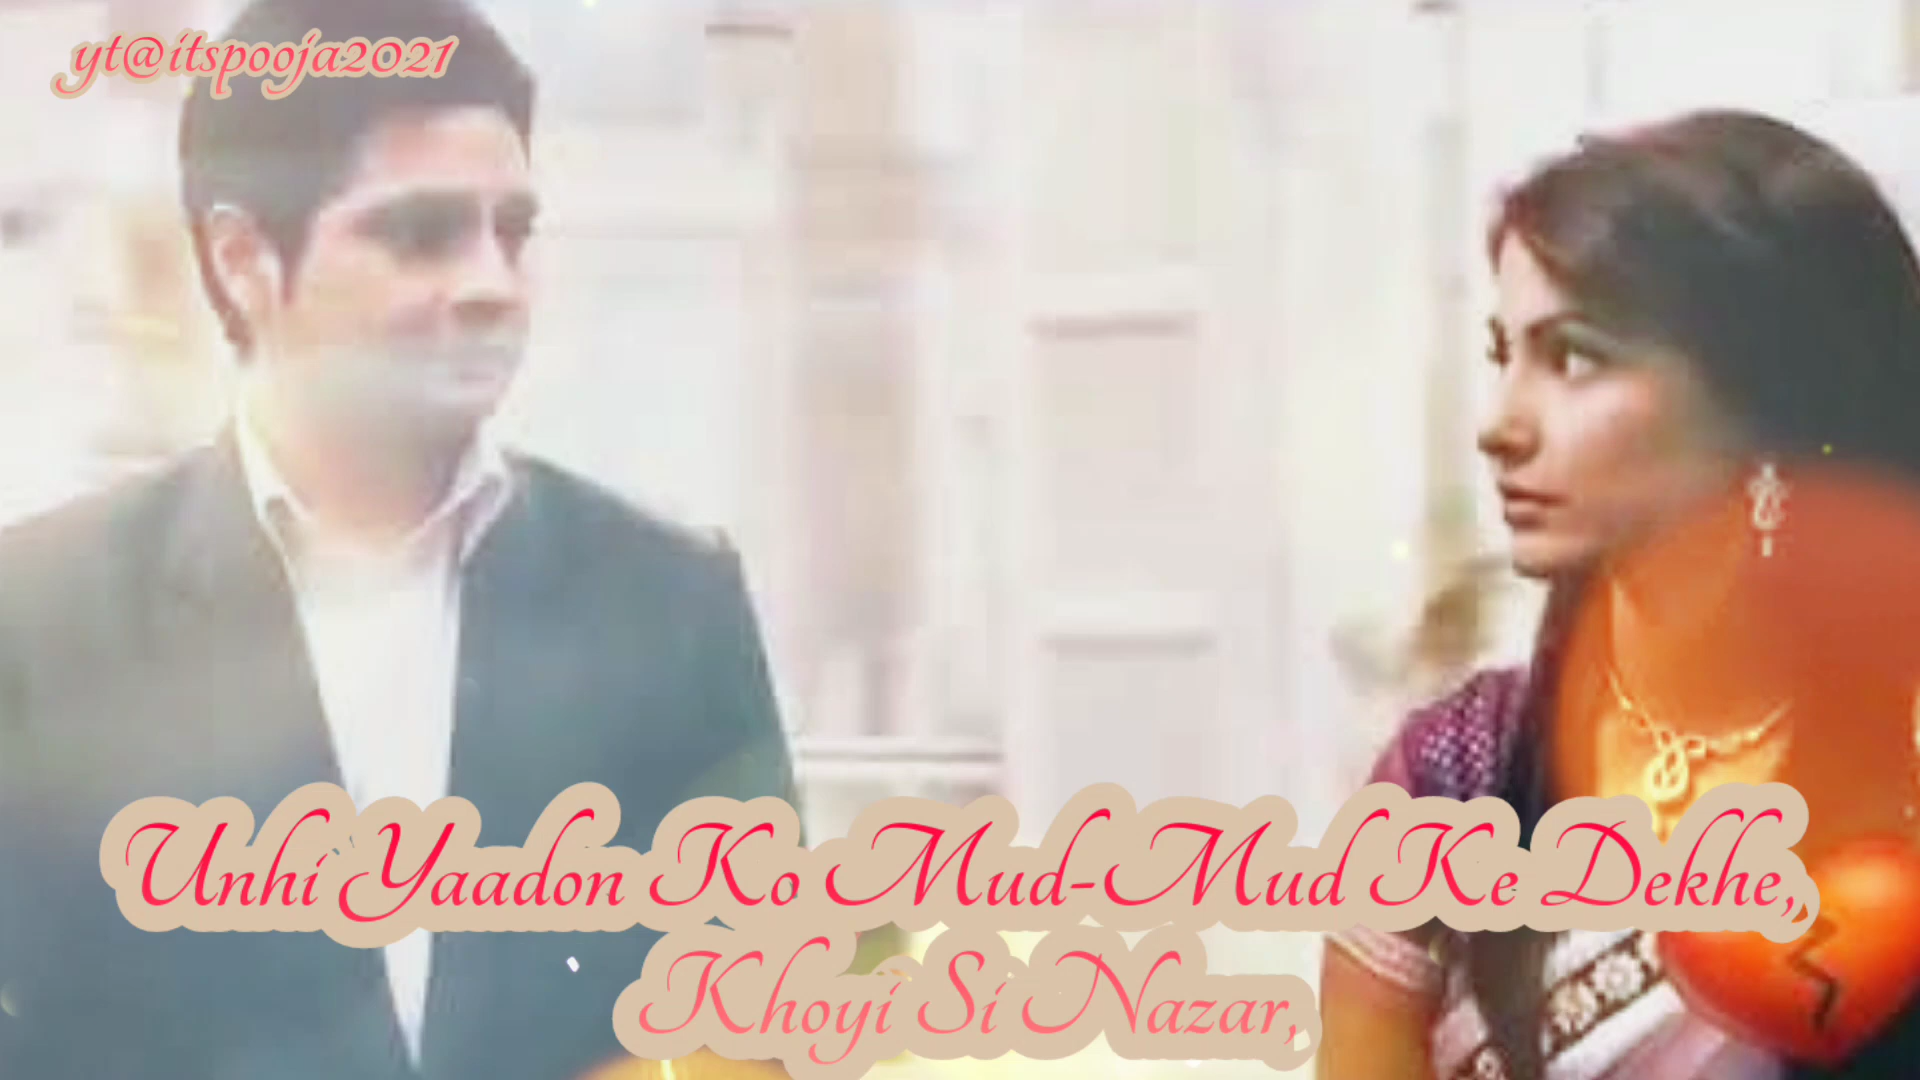 yt@itspooja2021
Unhi Yaadon Ko Mud-Mud Ke Dekhe,
Khoyi Si Nazar,